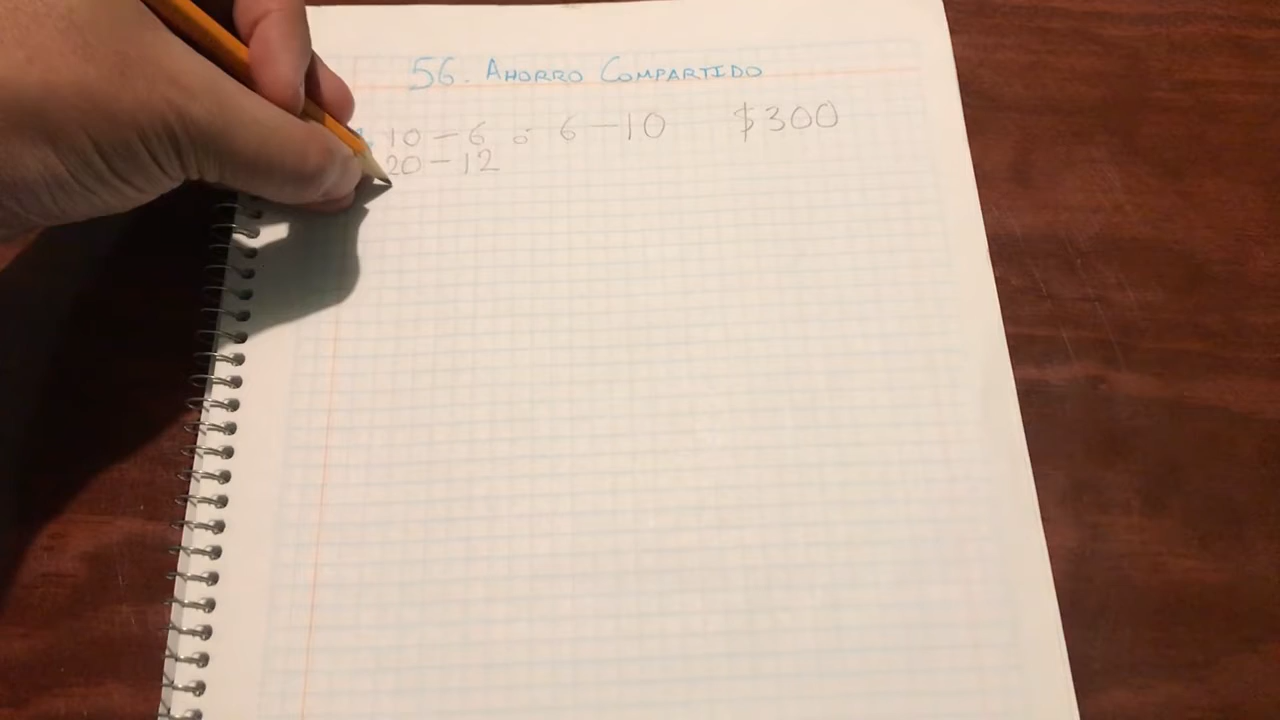 56. AHORRO COMPARTIDO
10 – 6 ó 6 – 10 $300
20 – 12